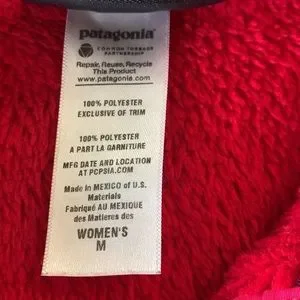 patagonia
COMMON THREADS
PARTNERSHIP
Repair, Reuse, Recycle
This Product
www.patagonia.com
100% POLYESTER
EXCLUSIVE OF TRIM
100% POLYESTER
A PART LA GARNITURE
MFG DATE AND LOCATION
AT PCPSIA.COM
Made in MEXICO of U.S.
Materials
Fabriqué AU MEXIQUE
des Matieres des
WOMEN'S
M